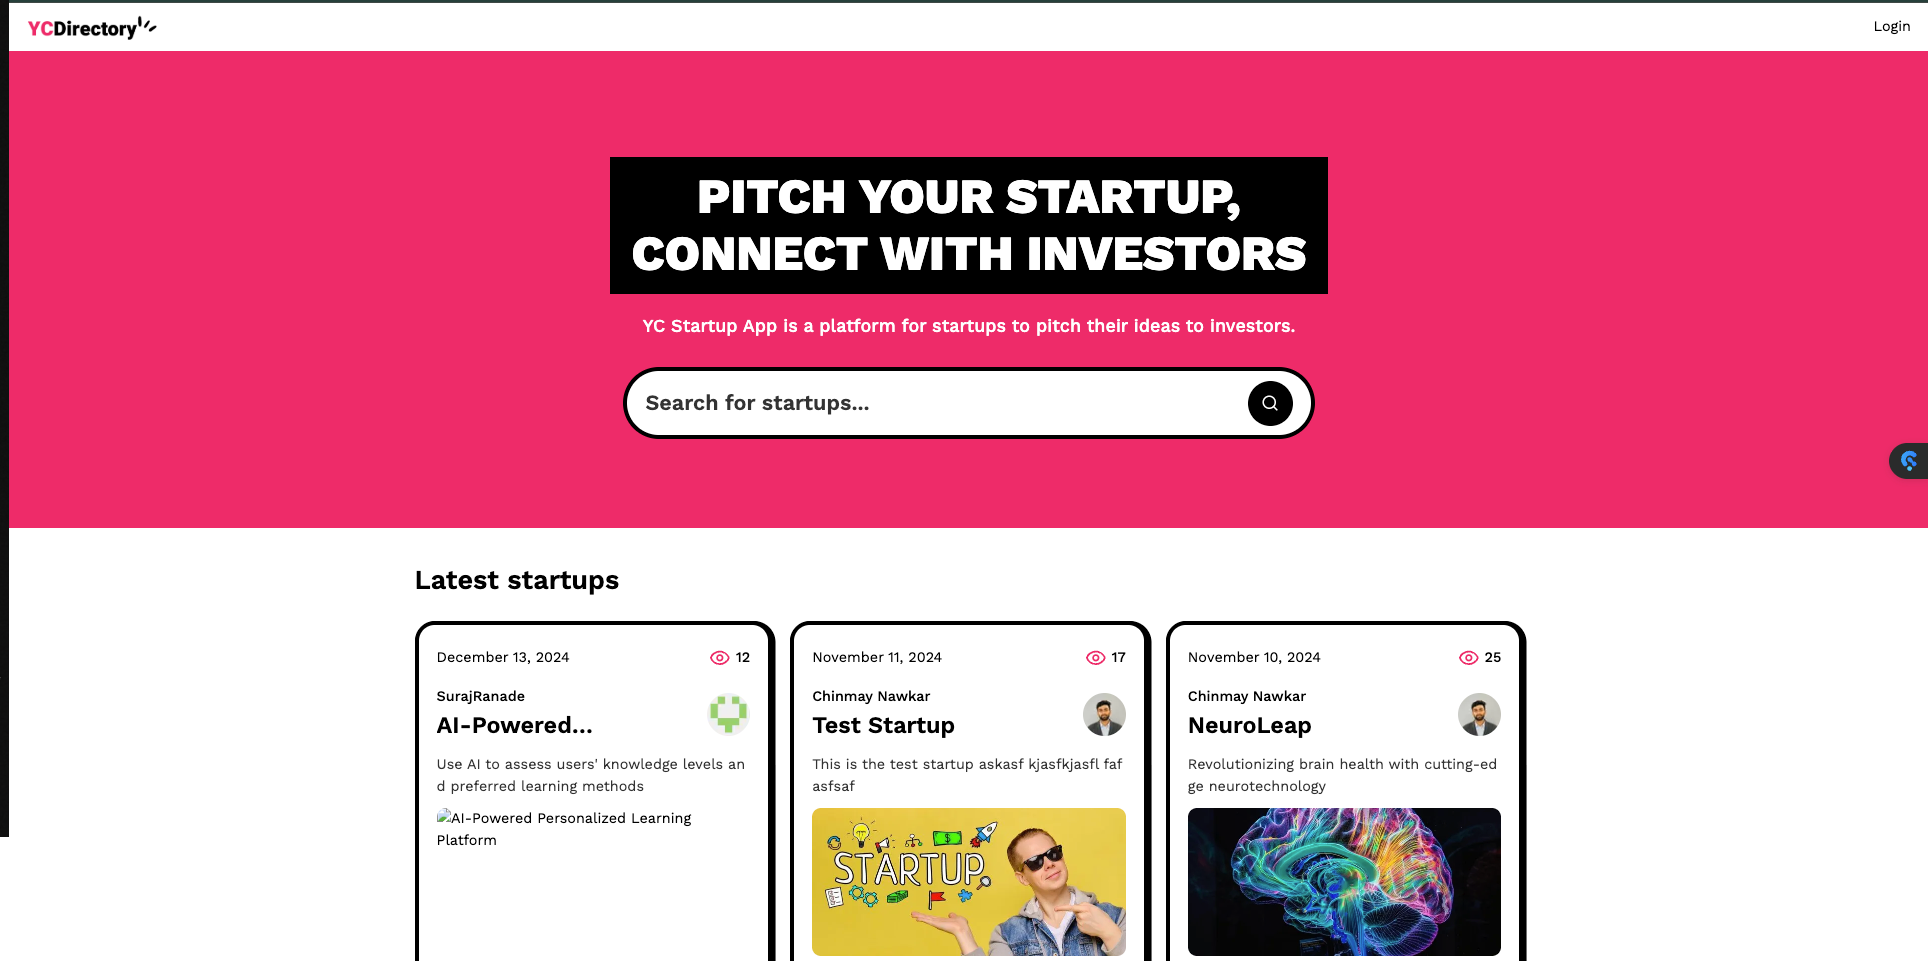 YCDirectory
Login
PITCH YOUR STARTUP,
CONNECT WITH INVESTORS
YC Startup App is a platform for startups to pitch their ideas to investors.
Search for startups...
Latest startups
December 13, 2024
12
SurajRanade
AI-Powered...
Use AI to assess users' knowledge levels an
d preferred learning methods
AI-Powered Personalized Learning
Platform
November 11, 2024
17
Chinmay Nawkar
Test Startup
This is the test startup askasf kjasfkjasfl faf
asfsaf
STARTUP
November 10, 2024
25
Chinmay Nawkar
NeuroLeap
Revolutionizing brain health with cutting-ed
ge neurotechnology